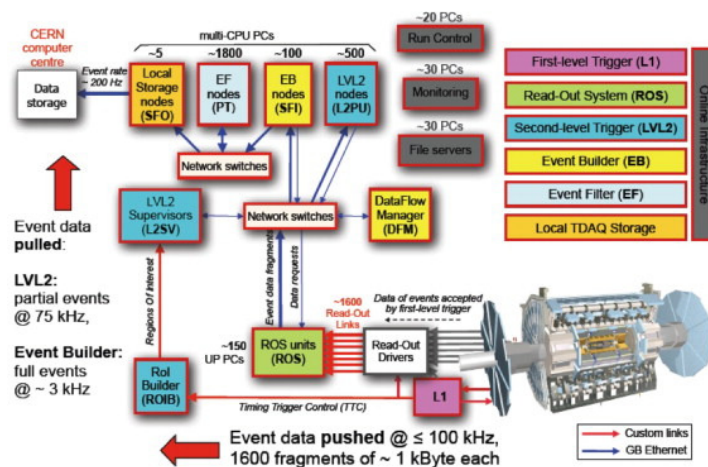 CERN
computer
centre
Data
storage
Event rate
~ 200 Hz
multi-CPU PCs
~5
~1800
~100
~500
Local
Storage
nodes
(SFO)
EF
nodes
(PT)
EB
nodes
(SFI)
LVL2
nodes
(L2PU)
Network switches
~20 PCs
Run Control
~30 PCs
Monitoring
~30 PCs
File servers
First-level Trigger (L1)
Read-Out System (ROS)
Second-level Trigger (LVL2)
Event Builder (EB)
Event Filter (EF)
Local TDAQ Storage
Online Infrastructure
Event data
pulled:
LVL2:
partial events
@ 75 kHz,
Event Builder:
full events
@ ~ 3 kHz
LVL2
Supervisors
(L2SV)
Network switches
DataFlow
Manager
(DFM)
Regions Of Interest
Event data fragments
Data requests
~1600
Read-Out
Links
Data of events accepted
by first-level trigger
~150
UP PCs
ROS units
(ROS)
Read-Out
Drivers
RoI
Builder
(ROIB)
L1
Timing Trigger Control (TTC)
Event data pushed @ ≤ 100 kHz,
1600 fragments of ~ 1 kByte each
Custom links
GB Ethernet